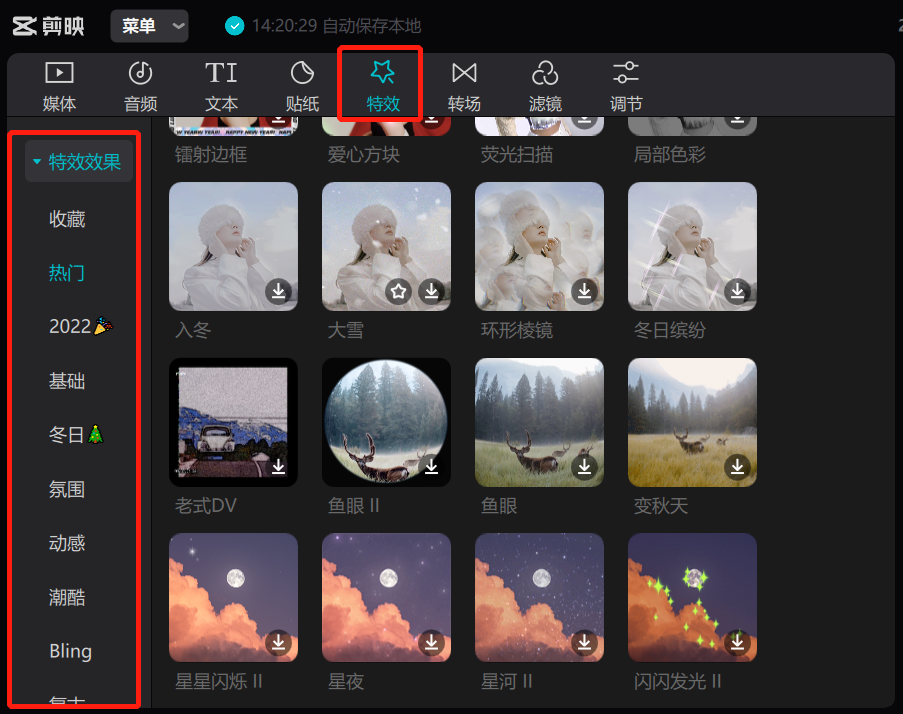 剪映 菜单 14:20:29 自动保存本地
媒体 音频 文本 贴纸 特效 转场 滤镜 调节
TI
特效效果
收藏
热门
2022
基础
冬日
氛围
动感
潮酷
Bling
复古
镭射边框 爱心方块 荧光扫描 局部色彩
入冬 大雪 环形棱镜 冬日缤纷
老式DV 鱼眼 II 鱼眼 变秋天
星星闪烁 II 星夜 星河 II 闪闪发光 II